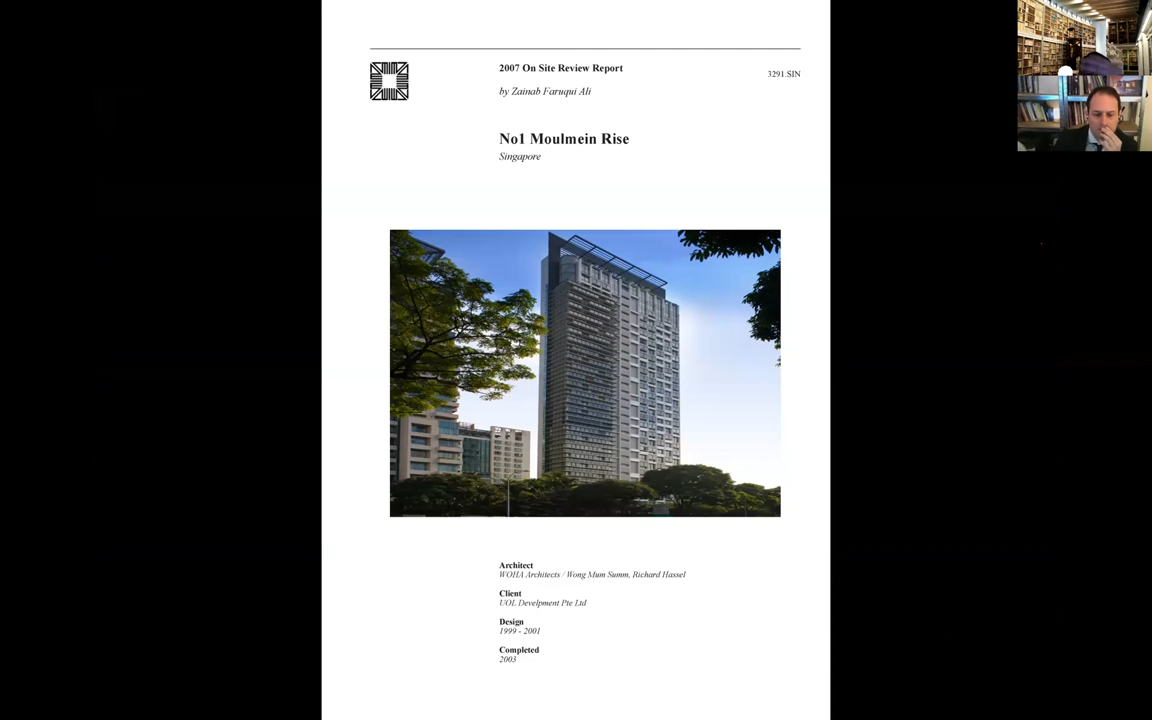 2007 On Site Review Report
3291.SIN
by Zainab Faruqui Ali
No1 Moulmein Rise
Singapore
Architect
WOHA Architects / Wong Mum Summ, Richard Hassel
Client
UOL Develpment Pte Ltd
Design
1999 - 2001
Completed
2003